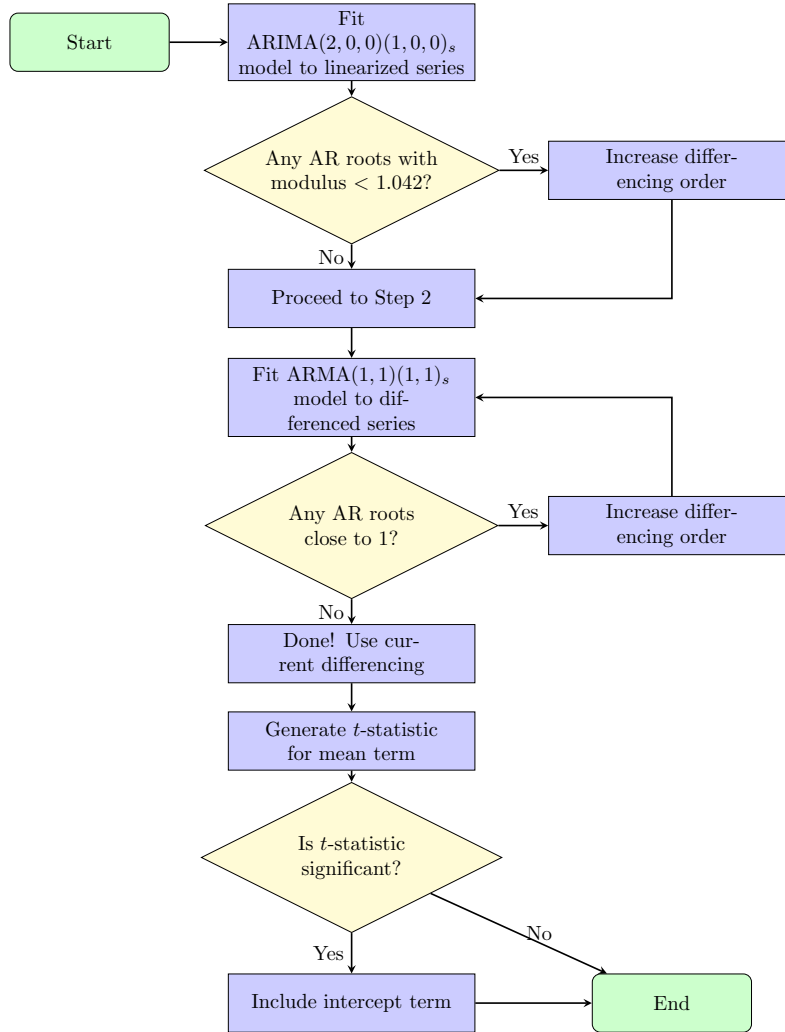 Start
Fit
ARIMA(2, 0, 0)(1, 0, 0)ₛ
model to linearized series
Any AR roots with
modulus < 1.042?
Yes
Increase differ-
encing order
No
Proceed to Step 2
Fit ARMA(1, 1)(1, 1)ₛ
model to dif-
ferenced series
Any AR roots
close to 1?
Yes
Increase differ-
encing order
No
Done! Use cur-
rent differencing
Generate t-statistic
for mean term
Is t-statistic
significant?
No
Yes
Include intercept term
End